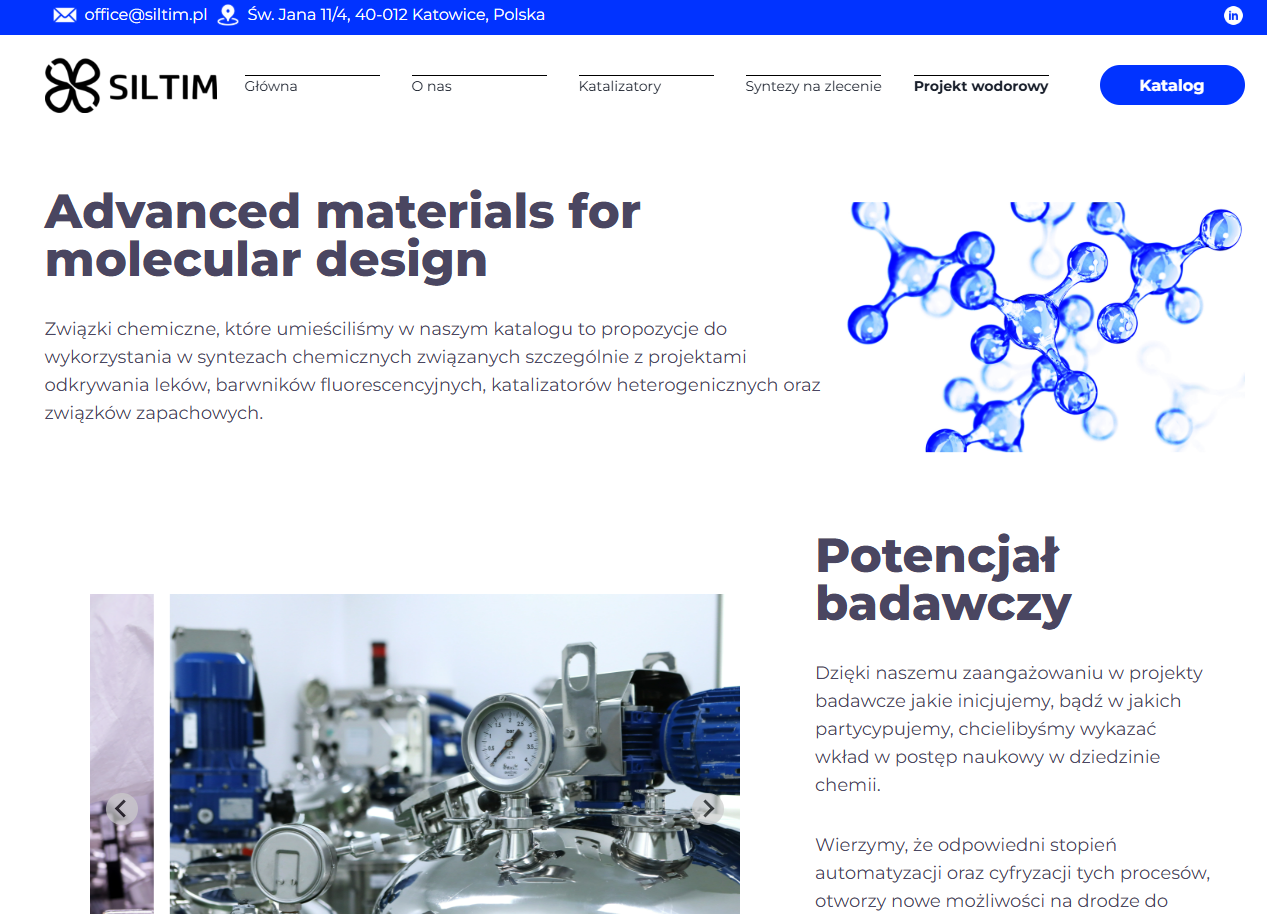 office@siltim.pl Św. Jana 11/4, 40-012 Katowice, Polska in
SILTIM Główna O nas Katalizatory Syntezy na zlecenie Projekt wodorowy Katalog
Advanced materials for
molecular design
Związki chemiczne, które umieściliśmy w naszym katalogu to propozycje do
wykorzystania w syntezach chemicznych związanych szczególnie z projektami
odkrywania leków, barwników fluorescencyjnych, katalizatorów heterogenicznych oraz
związków zapachowych.
Potencjał
badawczy
Dzięki naszemu zaangażowaniu w projekty
badawcze jakie inicjujemy, bądź w jakich
partycypujemy, chcielibyśmy wykazać
wkład w postęp naukowy w dziedzinie
chemii.
Wierzymy, że odpowiedni stopień
automatyzacji oraz cyfryzacji tych procesów,
otworzy nowe możliwości na drodze do